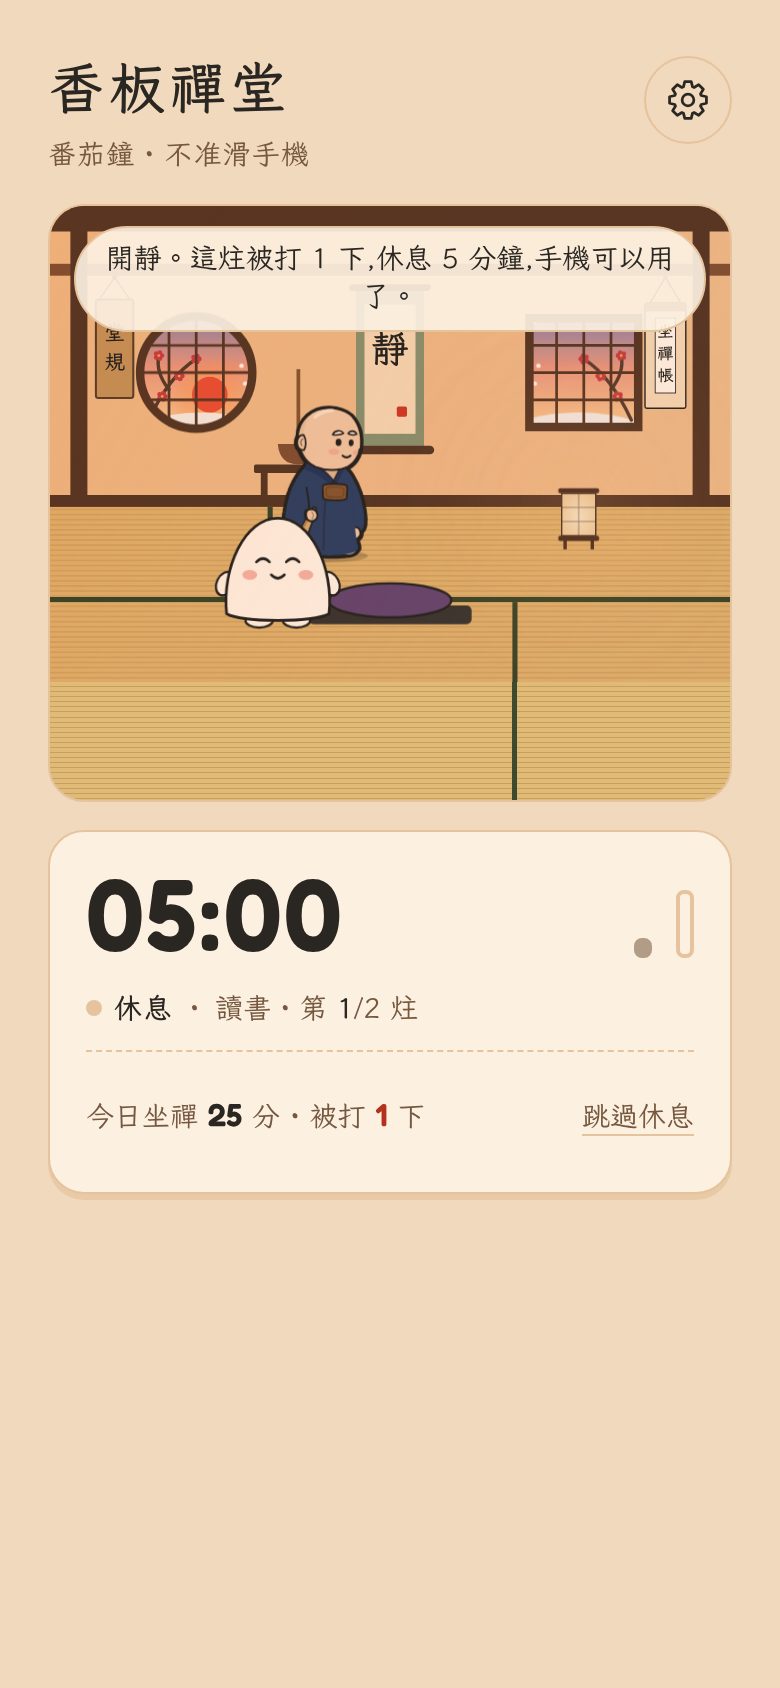 香板禪堂
番茄鐘・不准滑手機
開靜。這炷被打 1 下,休息 5 分鐘,手機可以用
了。
堂規
靜
坐禪帳
05:00
休息 ・ 讀書・第 1/2 炷
今日坐禪 25 分・被打 1 下
跳過休息